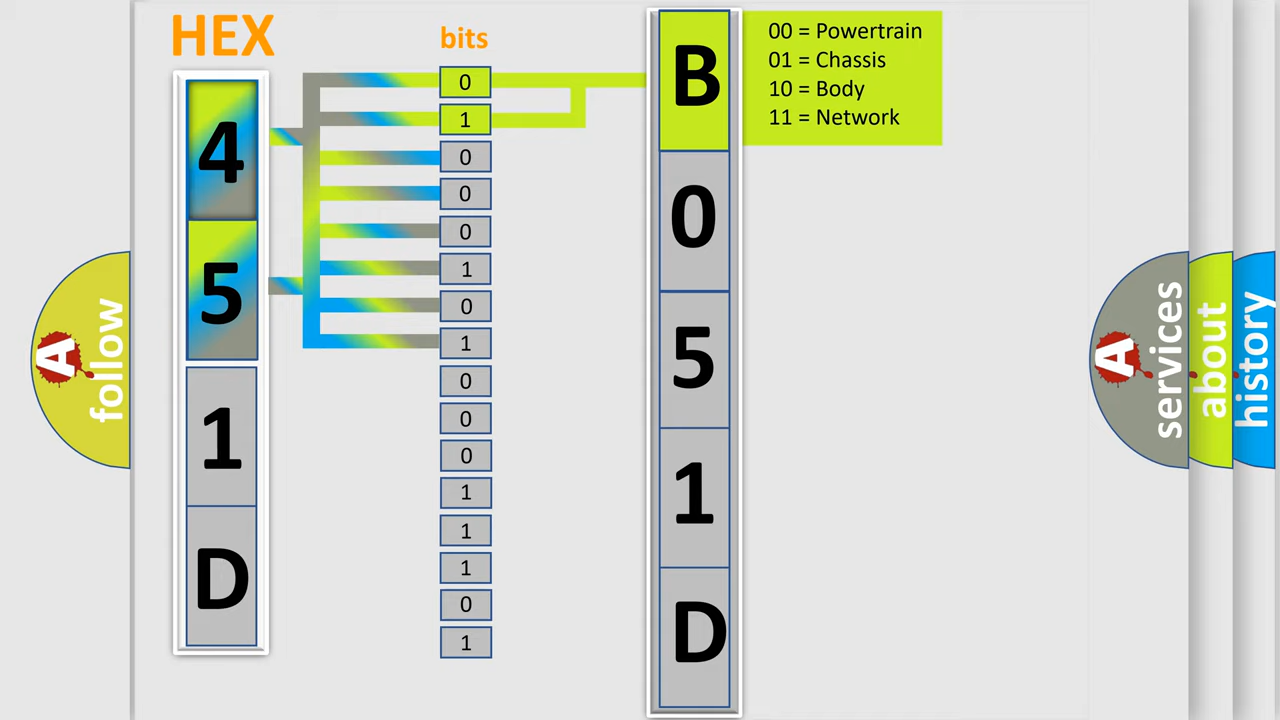 HEX
bits
4
5
1
D
0
1
0
0
0
1
0
1
0
0
0
1
1
1
0
1
B
0
5
1
D
00 = Powertrain
01 = Chassis
10 = Body
11 = Network
A follow
A services
about
history